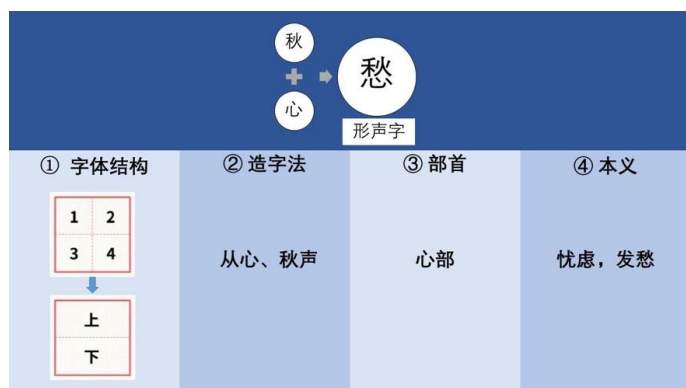 秋
心
愁
形声字
① 字体结构
② 造字法
③ 部首
④ 本义
1 2
3 4
上
下
从心、秋声
心部
忧虑，发愁